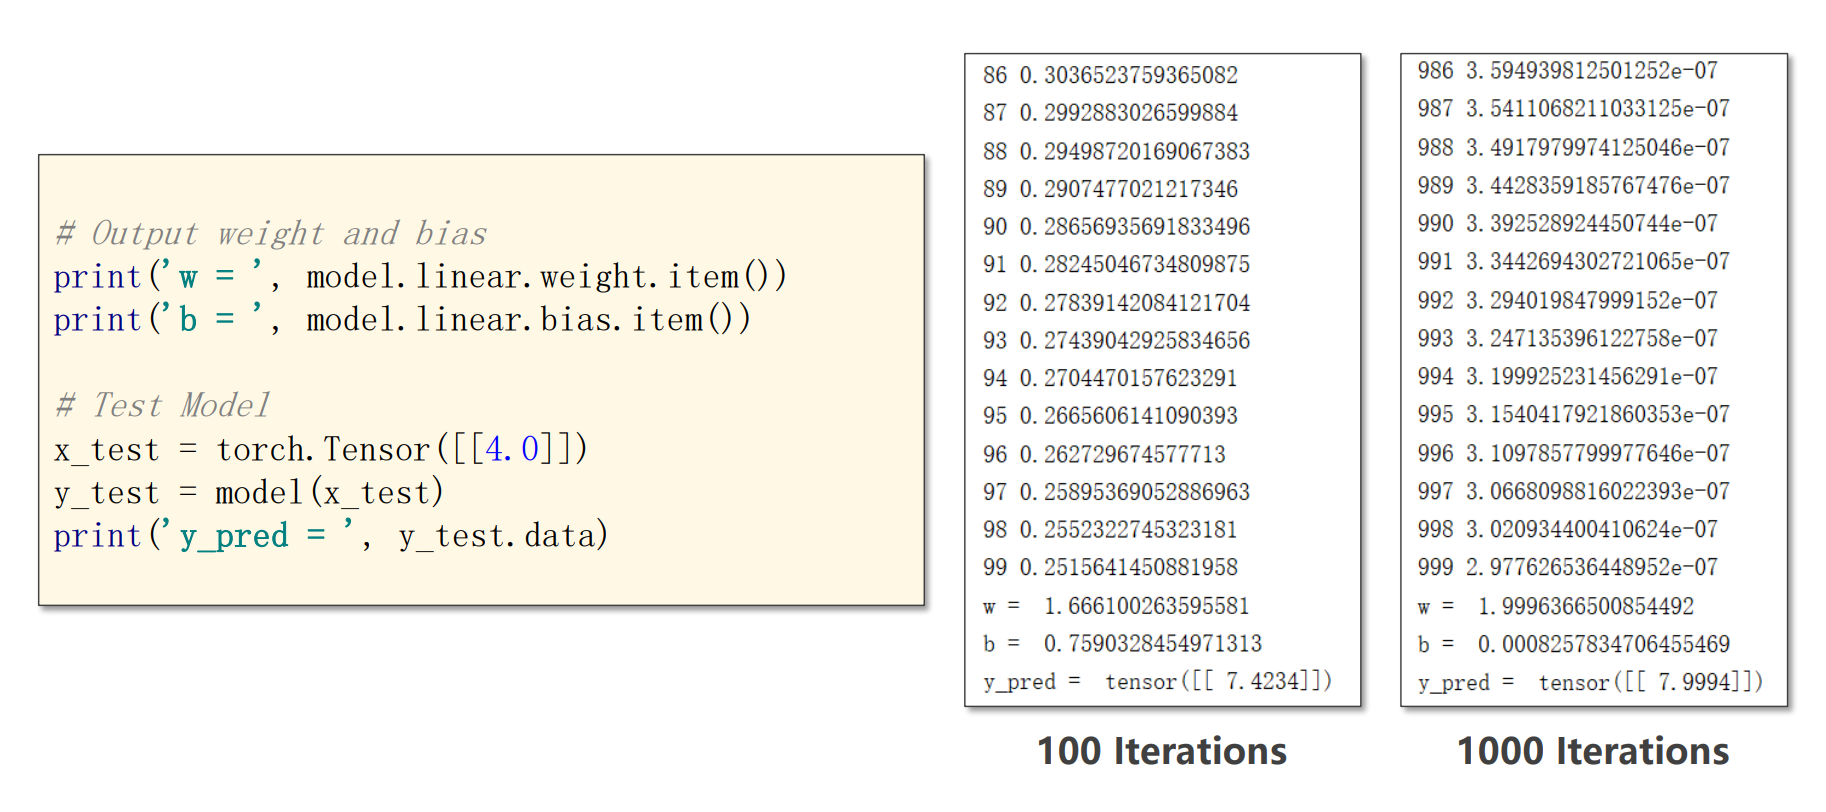 # Output weight and bias
print('w = ', model.linear.weight.item())
print('b = ', model.linear.bias.item())
# Test Model
x_test = torch.Tensor([[4.0]])
y_test = model(x_test)
print('y_pred = ', y_test.data)
86 0.3036523759365082
87 0.2992883026599884
88 0.29498720169067383
89 0.2907477021217346
90 0.28656935691833496
91 0.28245046734809875
92 0.27839142084121704
93 0.27439042925834656
94 0.2704470157623291
95 0.2665606141090393
96 0.262729674577713
97 0.25895369052886963
98 0.2552322745323181
99 0.2515641450881958
w =  1.666100263595581
b =  0.7590328454971313
y_pred =  tensor([[ 7.4234]])
100 Iterations
986 3.594939812501252e-07
987 3.5411068211033125e-07
988 3.4917979974125046e-07
989 3.4428359185767476e-07
990 3.392528924450744e-07
991 3.3442694302721065e-07
992 3.294019847999152e-07
993 3.247135396122758e-07
994 3.199925231456291e-07
995 3.1540417921860353e-07
996 3.1097857799977646e-07
997 3.0668098816022393e-07
998 3.020934400410624e-07
999 2.977626536448952e-07
w =  1.9996366500854492
b =  0.0008257834706455469
y_pred =  tensor([[ 7.9994]])
1000 Iterations